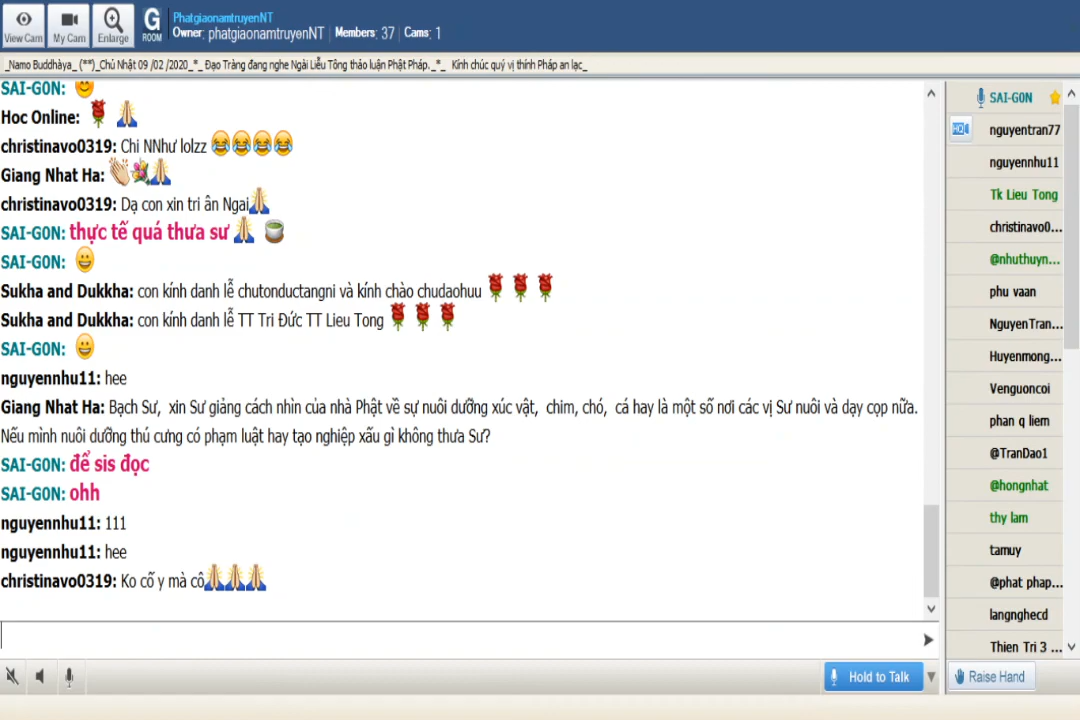 PhatgiaonamtruyenNT
View Cam
My Cam
Enlarge
G ROOM
Owner: phatgiaonamtruyenNT Members: 37 Cams: 1
_Namo Buddhàya_ (**)_Chủ Nhật 09 /02 /2020_*_ Đạo Tràng đang nghe Ngài Liễu Tông thảo luận Phật Pháp._*_ Kính chúc quý vị thính Pháp an lạc_
SAI-GON: 😊
Hoc Online: 🌹 🙏
christinavo0319: Chi NNhư lolzz 😂😂😂😂
Giang Nhat Ha: 👏💐🙏
christinavo0319: Dạ con xin tri ân Ngai🙏
SAI-GON: thực tế quá thưa sư 🙏 🍵
SAI-GON: 😀
Sukha and Dukkha: con kính danh lễ chutonductangni và kính chào chudaohuu 🌹 🌹 🌹
Sukha and Dukkha: con kính danh lễ TT Tri Đức TT Lieu Tong 🌹 🌹 🌹
SAI-GON: 😀
nguyennhu11: hee
Giang Nhat Ha: Bạch Sư, xin Sư giảng cách nhìn của nhà Phật về sự nuôi dưỡng xúc vật, chim, chó, cá hay là một số nơi các vị Sư nuôi và dạy cọp nữa.
Nếu mình nuôi dưỡng thú cưng có phạm luật hay tạo nghiệp xấu gì không thưa Sư?
SAI-GON: để sis đọc
SAI-GON: ohh
nguyennhu11: 111
nguyennhu11: hee
christinavo0319: Ko cố y mà cô🙏🙏🙏
Hold to Talk
SAI-GON
HD
nguyentran77
nguyennhu11
Tk Lieu Tong
christinavo0...
@nhuthuyn...
phu vaan
NguyenTran...
Huyenmong...
Venguoncoi
phan q liem
@TranDao1
@hongnhat
thy lam
tamuy
@phat phap...
langnghecd
Thien Tri 3 ...
Raise Hand